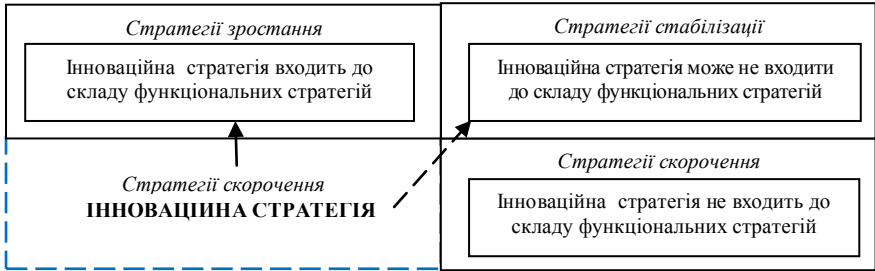 Стратегії зростання
Інноваційна стратегія входить до
складу функціональних стратегій
Стратегії стабілізації
Інноваційна стратегія може не входити
до складу функціональних стратегій
Стратегії скорочення
ІННОВАЦІЙНА СТРАТЕГІЯ
Стратегії скорочення
Інноваційна стратегія не входить до
складу функціональних стратегій